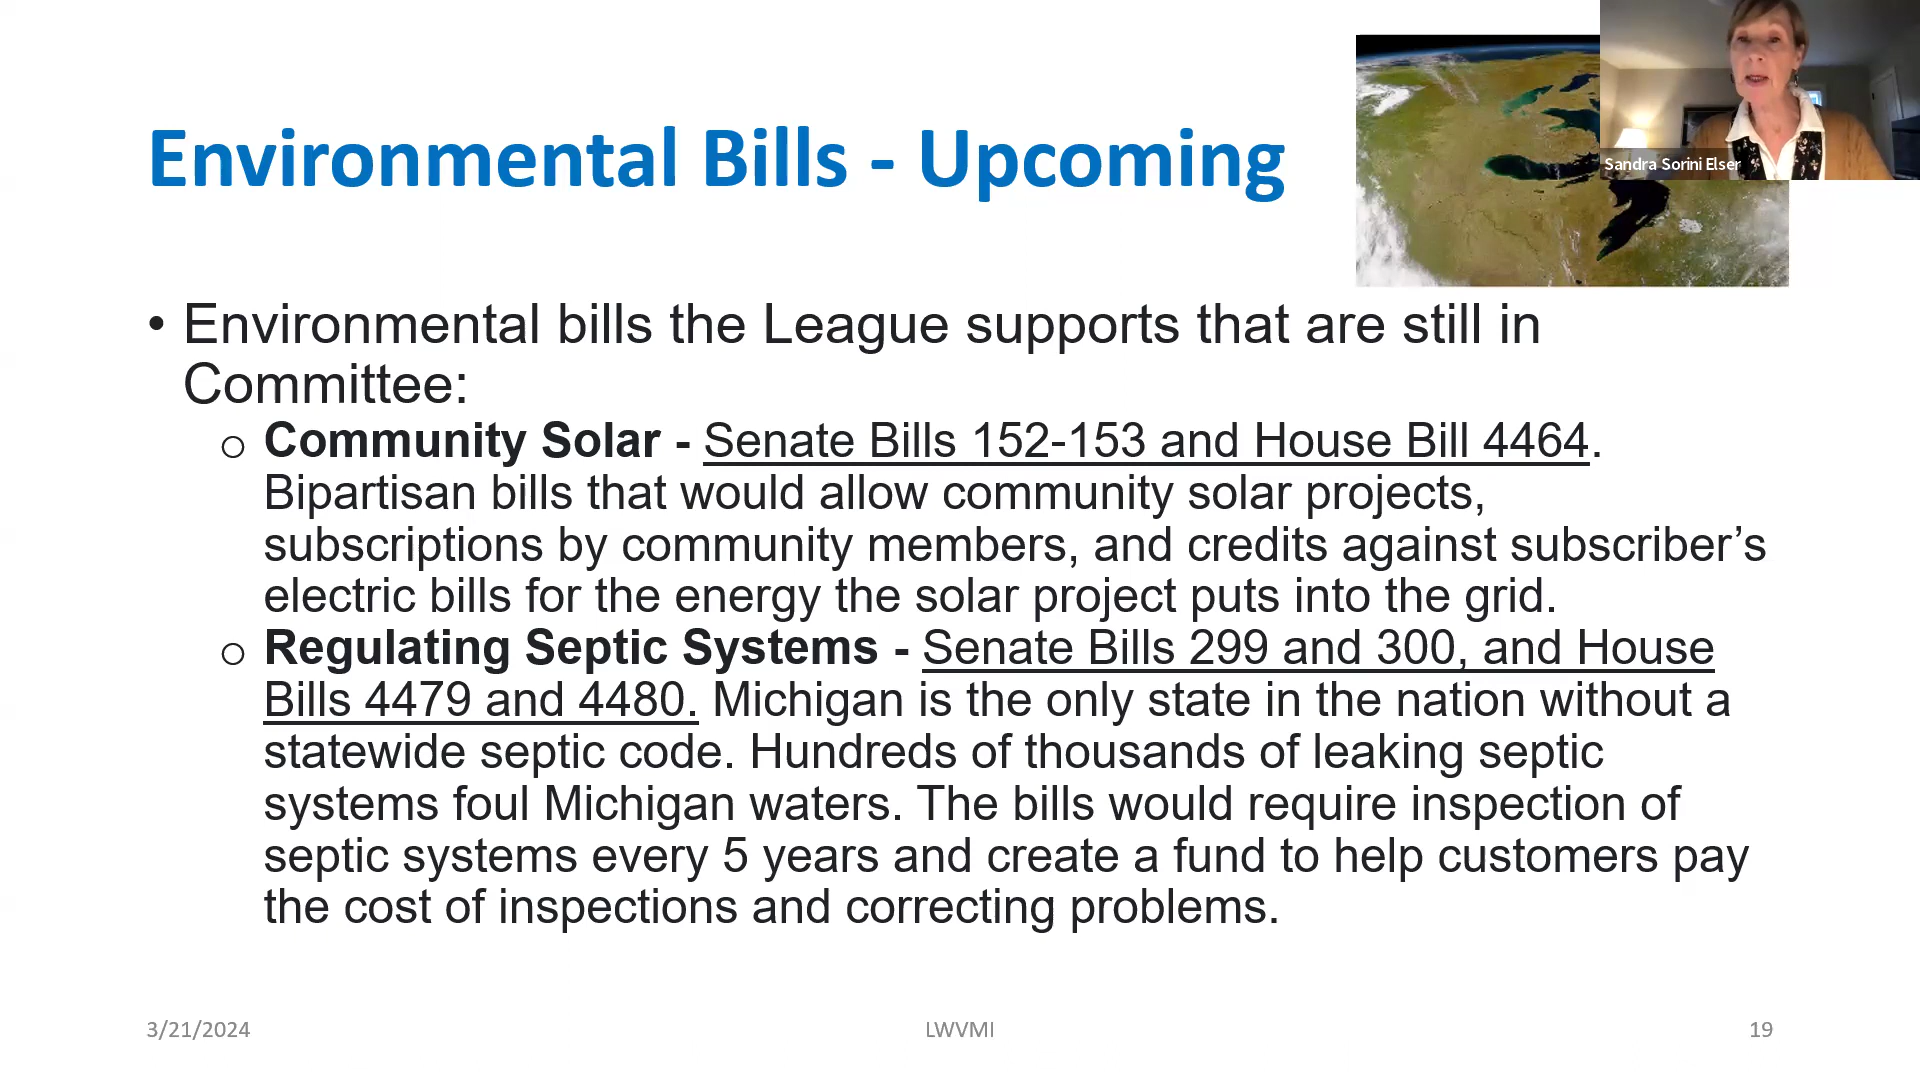 Sandra Sorini Elser
Environmental Bills - Upcoming
• Environmental bills the League supports that are still in
Committee:
o Community Solar - Senate Bills 152-153 and House Bill 4464.
Bipartisan bills that would allow community solar projects,
subscriptions by community members, and credits against subscriber’s
electric bills for the energy the solar project puts into the grid.
o Regulating Septic Systems - Senate Bills 299 and 300, and House
Bills 4479 and 4480. Michigan is the only state in the nation without a
statewide septic code. Hundreds of thousands of leaking septic
systems foul Michigan waters. The bills would require inspection of
septic systems every 5 years and create a fund to help customers pay
the cost of inspections and correcting problems.
3/21/2024
LWVMI
19